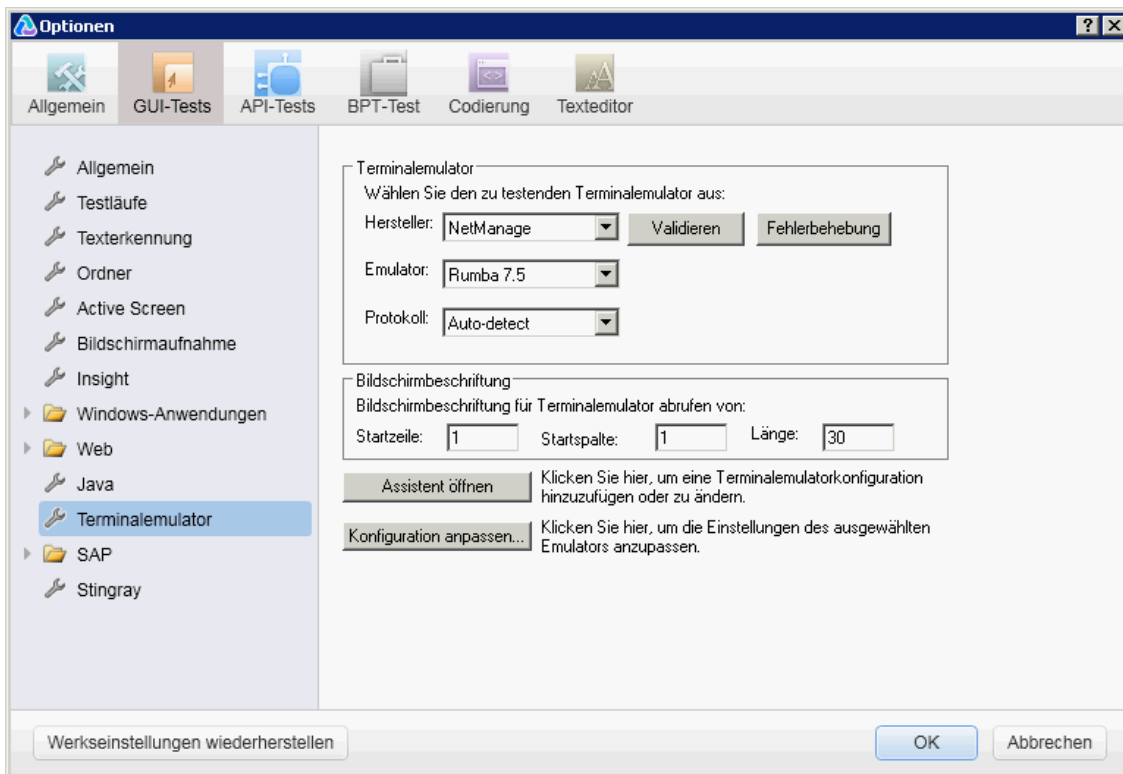 Optionen
Allgemein GUI-Tests API-Tests BPT-Test Codierung Texteditor
Allgemein
Testläufe
Texterkennung
Ordner
Active Screen
Bildschirmaufnahme
Insight
Windows-Anwendungen
Web
Java
Terminalemulator
SAP
Stingray
Terminalemulator
Wählen Sie den zu testenden Terminalemulator aus:
Hersteller: NetManage Validieren Fehlerbehebung
Emulator: Rumba 7.5
Protokoll: Auto-detect
Bildschirmbeschriftung
Bildschirmbeschriftung für Terminalemulator abrufen von:
Startzeile: 1 Startspalte: 1 Länge: 30
Assistent öffnen
Klicken Sie hier, um eine Terminalemulatorkonfiguration
hinzuzufügen oder zu ändern.
Konfiguration anpassen...
Klicken Sie hier, um die Einstellungen des ausgewählten
Emulators anzupassen.
Werkseinstellungen wiederherstellen OK Abbrechen